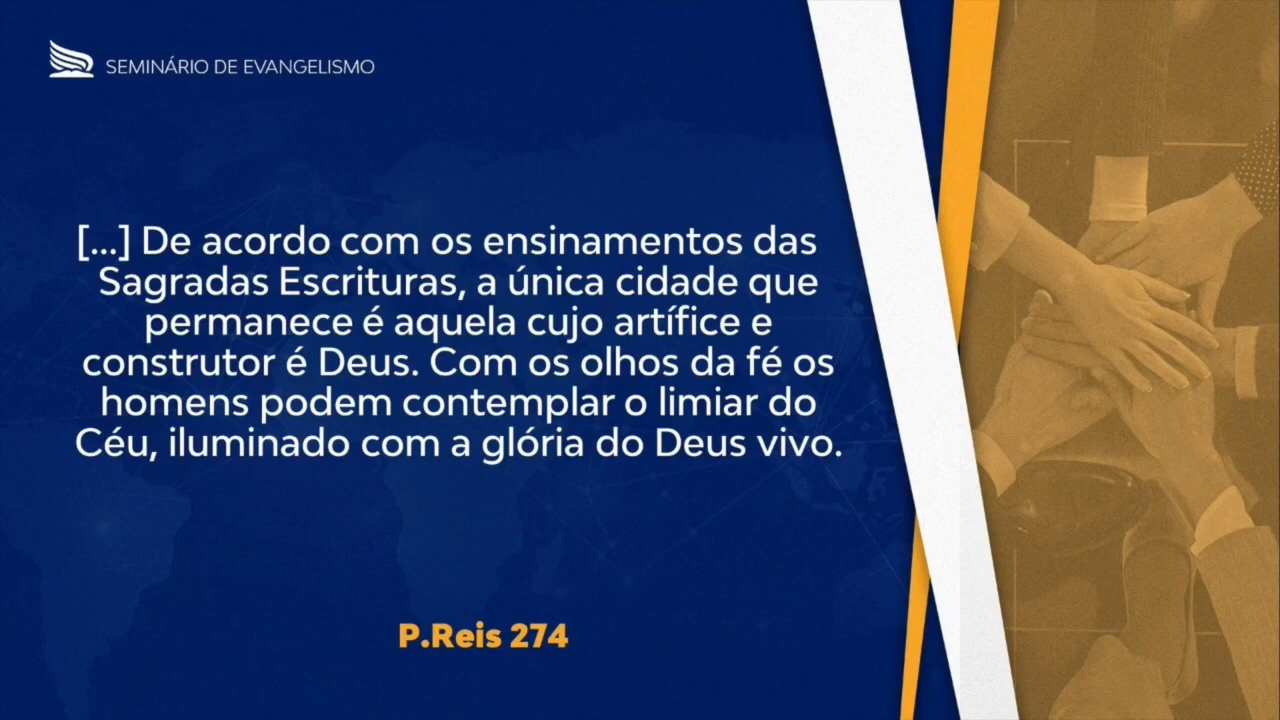 SEMINÁRIO DE EVANGELISMO
[...] De acordo com os ensinamentos das
Sagradas Escrituras, a única cidade que
permanece é aquela cujo artífice e
construtor é Deus. Com os olhos da fé os
homens podem contemplar o limiar do
Céu, iluminado com a glória do Deus vivo.
P.Reis 274